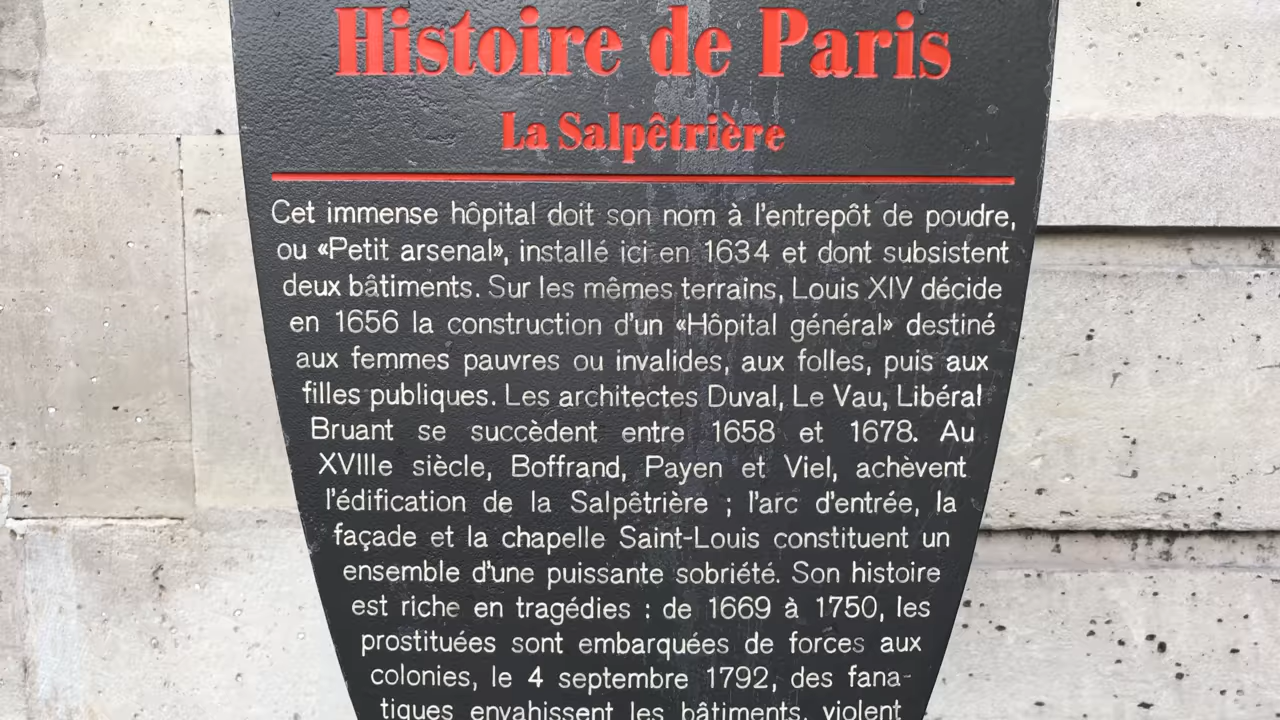 Histoire de Paris
La Salpêtrière
Cet immense hôpital doit son nom à l'entrepôt de poudre,
ou «Petit arsenal», installé ici en 1634 et dont subsistent
deux bâtiments. Sur les mêmes terrains, Louis XIV décide
en 1656 la construction d'un «Hôpital général» destiné
aux femmes pauvres ou invalides, aux folles, puis aux
filles publiques. Les architectes Duval, Le Vau, Libéral
Bruant se succèdent entre 1658 et 1678. Au
XVIIIe siècle, Boffrand, Payen et Viel, achèvent
l'édification de la Salpêtrière ; l'arc d'entrée, la
façade et la chapelle Saint-Louis constituent un
ensemble d'une puissante sobriété. Son histoire
est riche en tragédies : de 1669 à 1750, les
prostituées sont embarquées de forces aux
colonies, le 4 septembre 1792, des fana-
tiques envahissent les bâtiments, violent